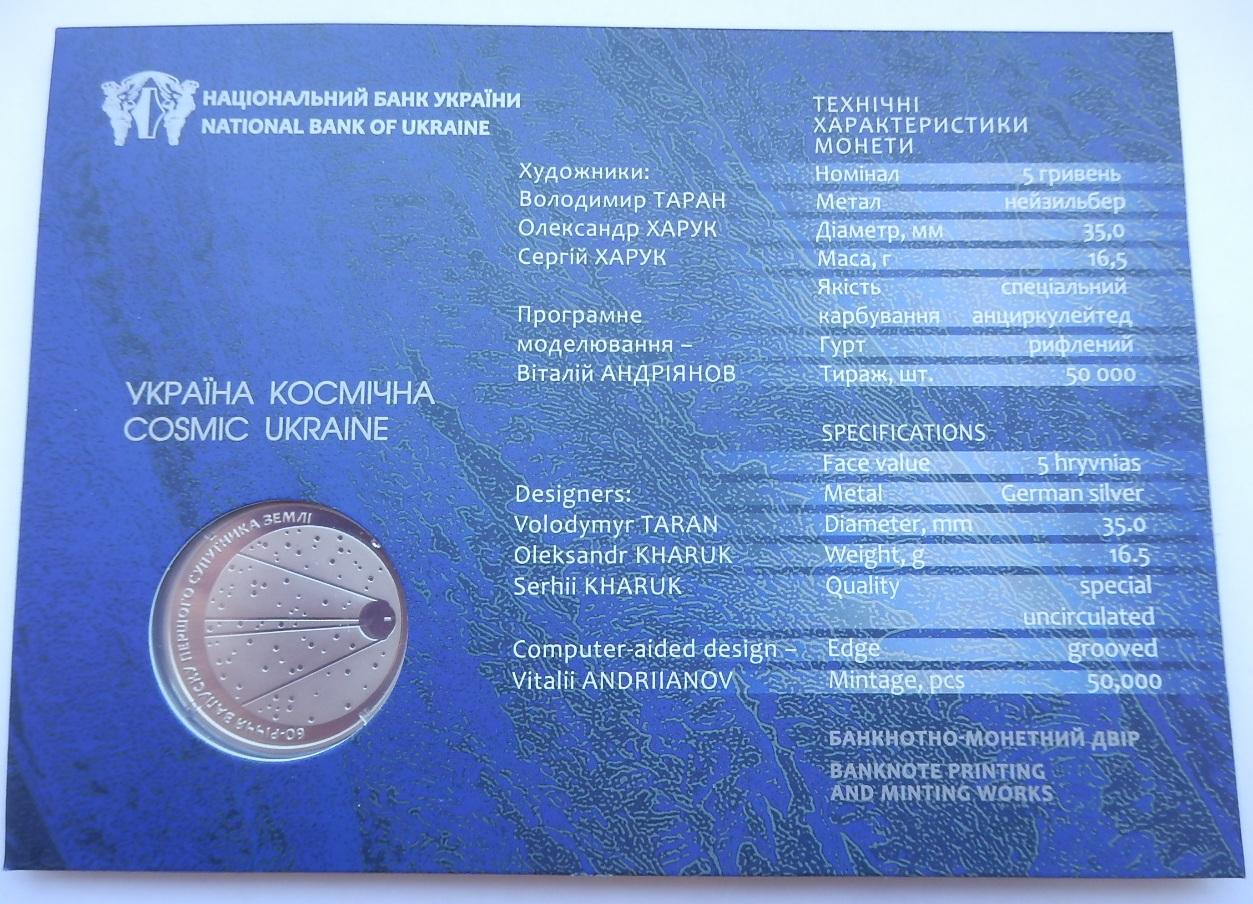 НАЦІОНАЛЬНИЙ БАНК УКРАЇНИ
NATIONAL BANK OF UKRAINE
УКРАЇНА КОСМІЧНА
COSMIC UKRAINE
60-РІЧЧЯ ЗАПУСКУ ПЕРШОГО СУПУТНИКА ЗЕМЛІ
Художники:
Володимир ТАРАН
Олександр ХАРУК
Сергій ХАРУК
Програмне
моделювання –
Віталій АНДРІЯНОВ
Designers:
Volodymyr TARAN
Oleksandr KHARUK
Serhii KHARUK
Computer-aided design –
Vitalii ANDRIIANOV
ТЕХНІЧНІ
ХАРАКТЕРИСТИКИ
МОНЕТИ
Номінал 5 гривень
Метал нейзильбер
Діаметр, мм 35,0
Маса, г 16,5
Якість спеціальний
карбування анциркулейтед
Гурт рифлений
Тираж, шт. 50 000
SPECIFICATIONS
Face value 5 hryvnias
Metal German silver
Diameter, mm 35.0
Weight, g 16.5
Quality special
uncirculated
Edge grooved
Mintage, pcs 50,000
БАНКНОТНО-МОНЕТНИЙ ДВІР
BANKNOTE PRINTING
AND MINTING WORKS